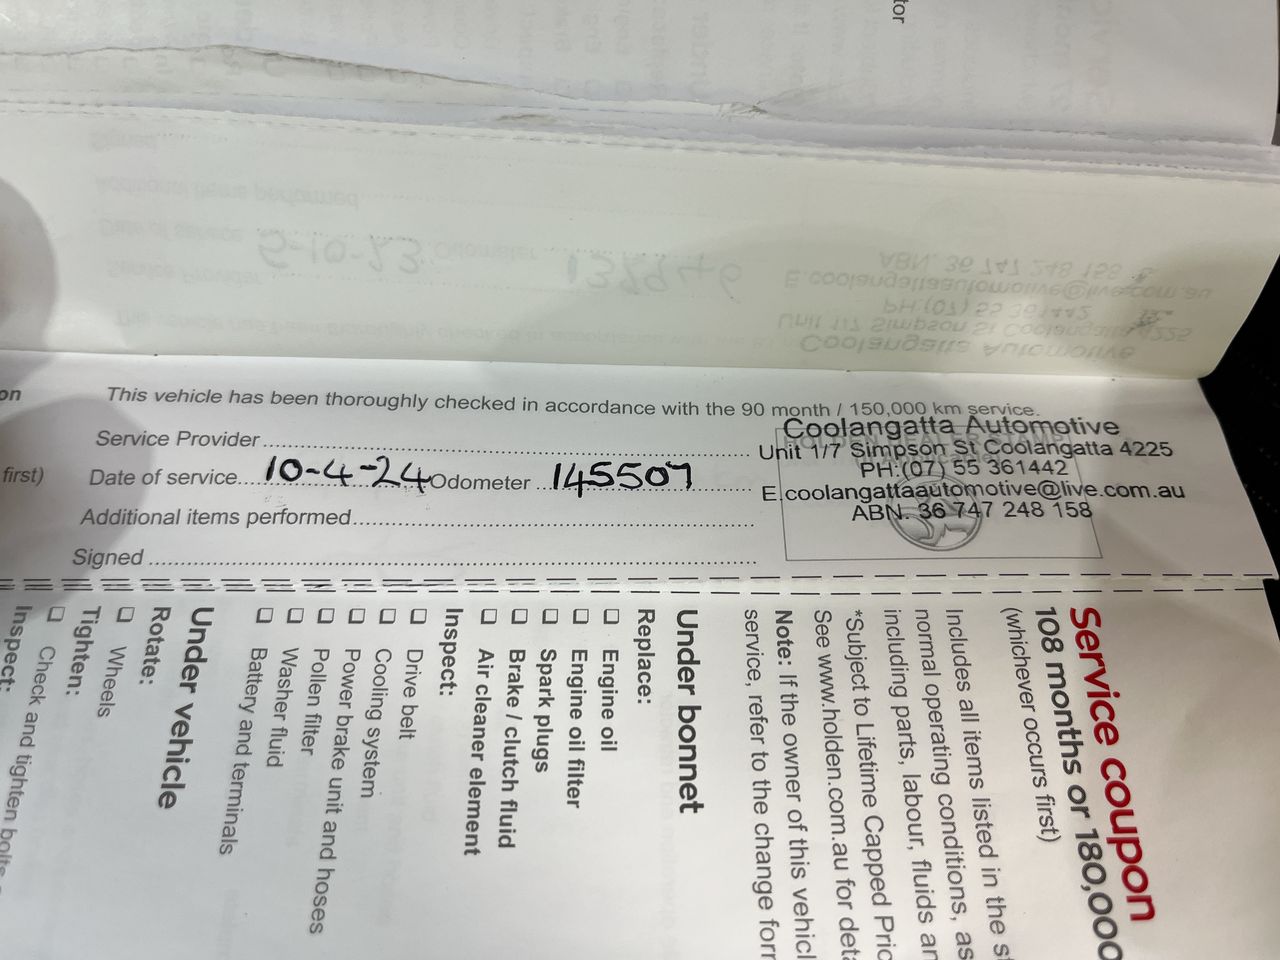 tor
on
This vehicle has been thoroughly checked in accordance with the 90 month / 150,000 km service.
Service Provider
first)
Date of service 10-4-24 Odometer 145507
Additional items performed
Signed
Coolangatta Automotive
Unit 1/7 Simpson St Coolangatta 4225
PH:(07) 55 361442
E.coolangattaautomotive@live.com.au
ABN. 36 747 248 158
Service coupon
108 months or 180,000
(whichever occurs first)
Includes all items listed in the
normal operating conditions, as
including parts, labour, fluids
*Subject to Lifetime Capped
See www.holden.com.au for
Note: If the owner of this
service, refer to the change
Under bonnet
Replace:
Engine oil
Engine oil filter
Spark plugs
Brake / clutch fluid
Air cleaner element
Inspect:
Drive belt
Cooling system
Power brake unit and hoses
Pollen filter
Washer fluid
Battery and terminals
Under vehicle
Rotate:
Wheels
Tighten:
Check and tighten bolts
Inspect: